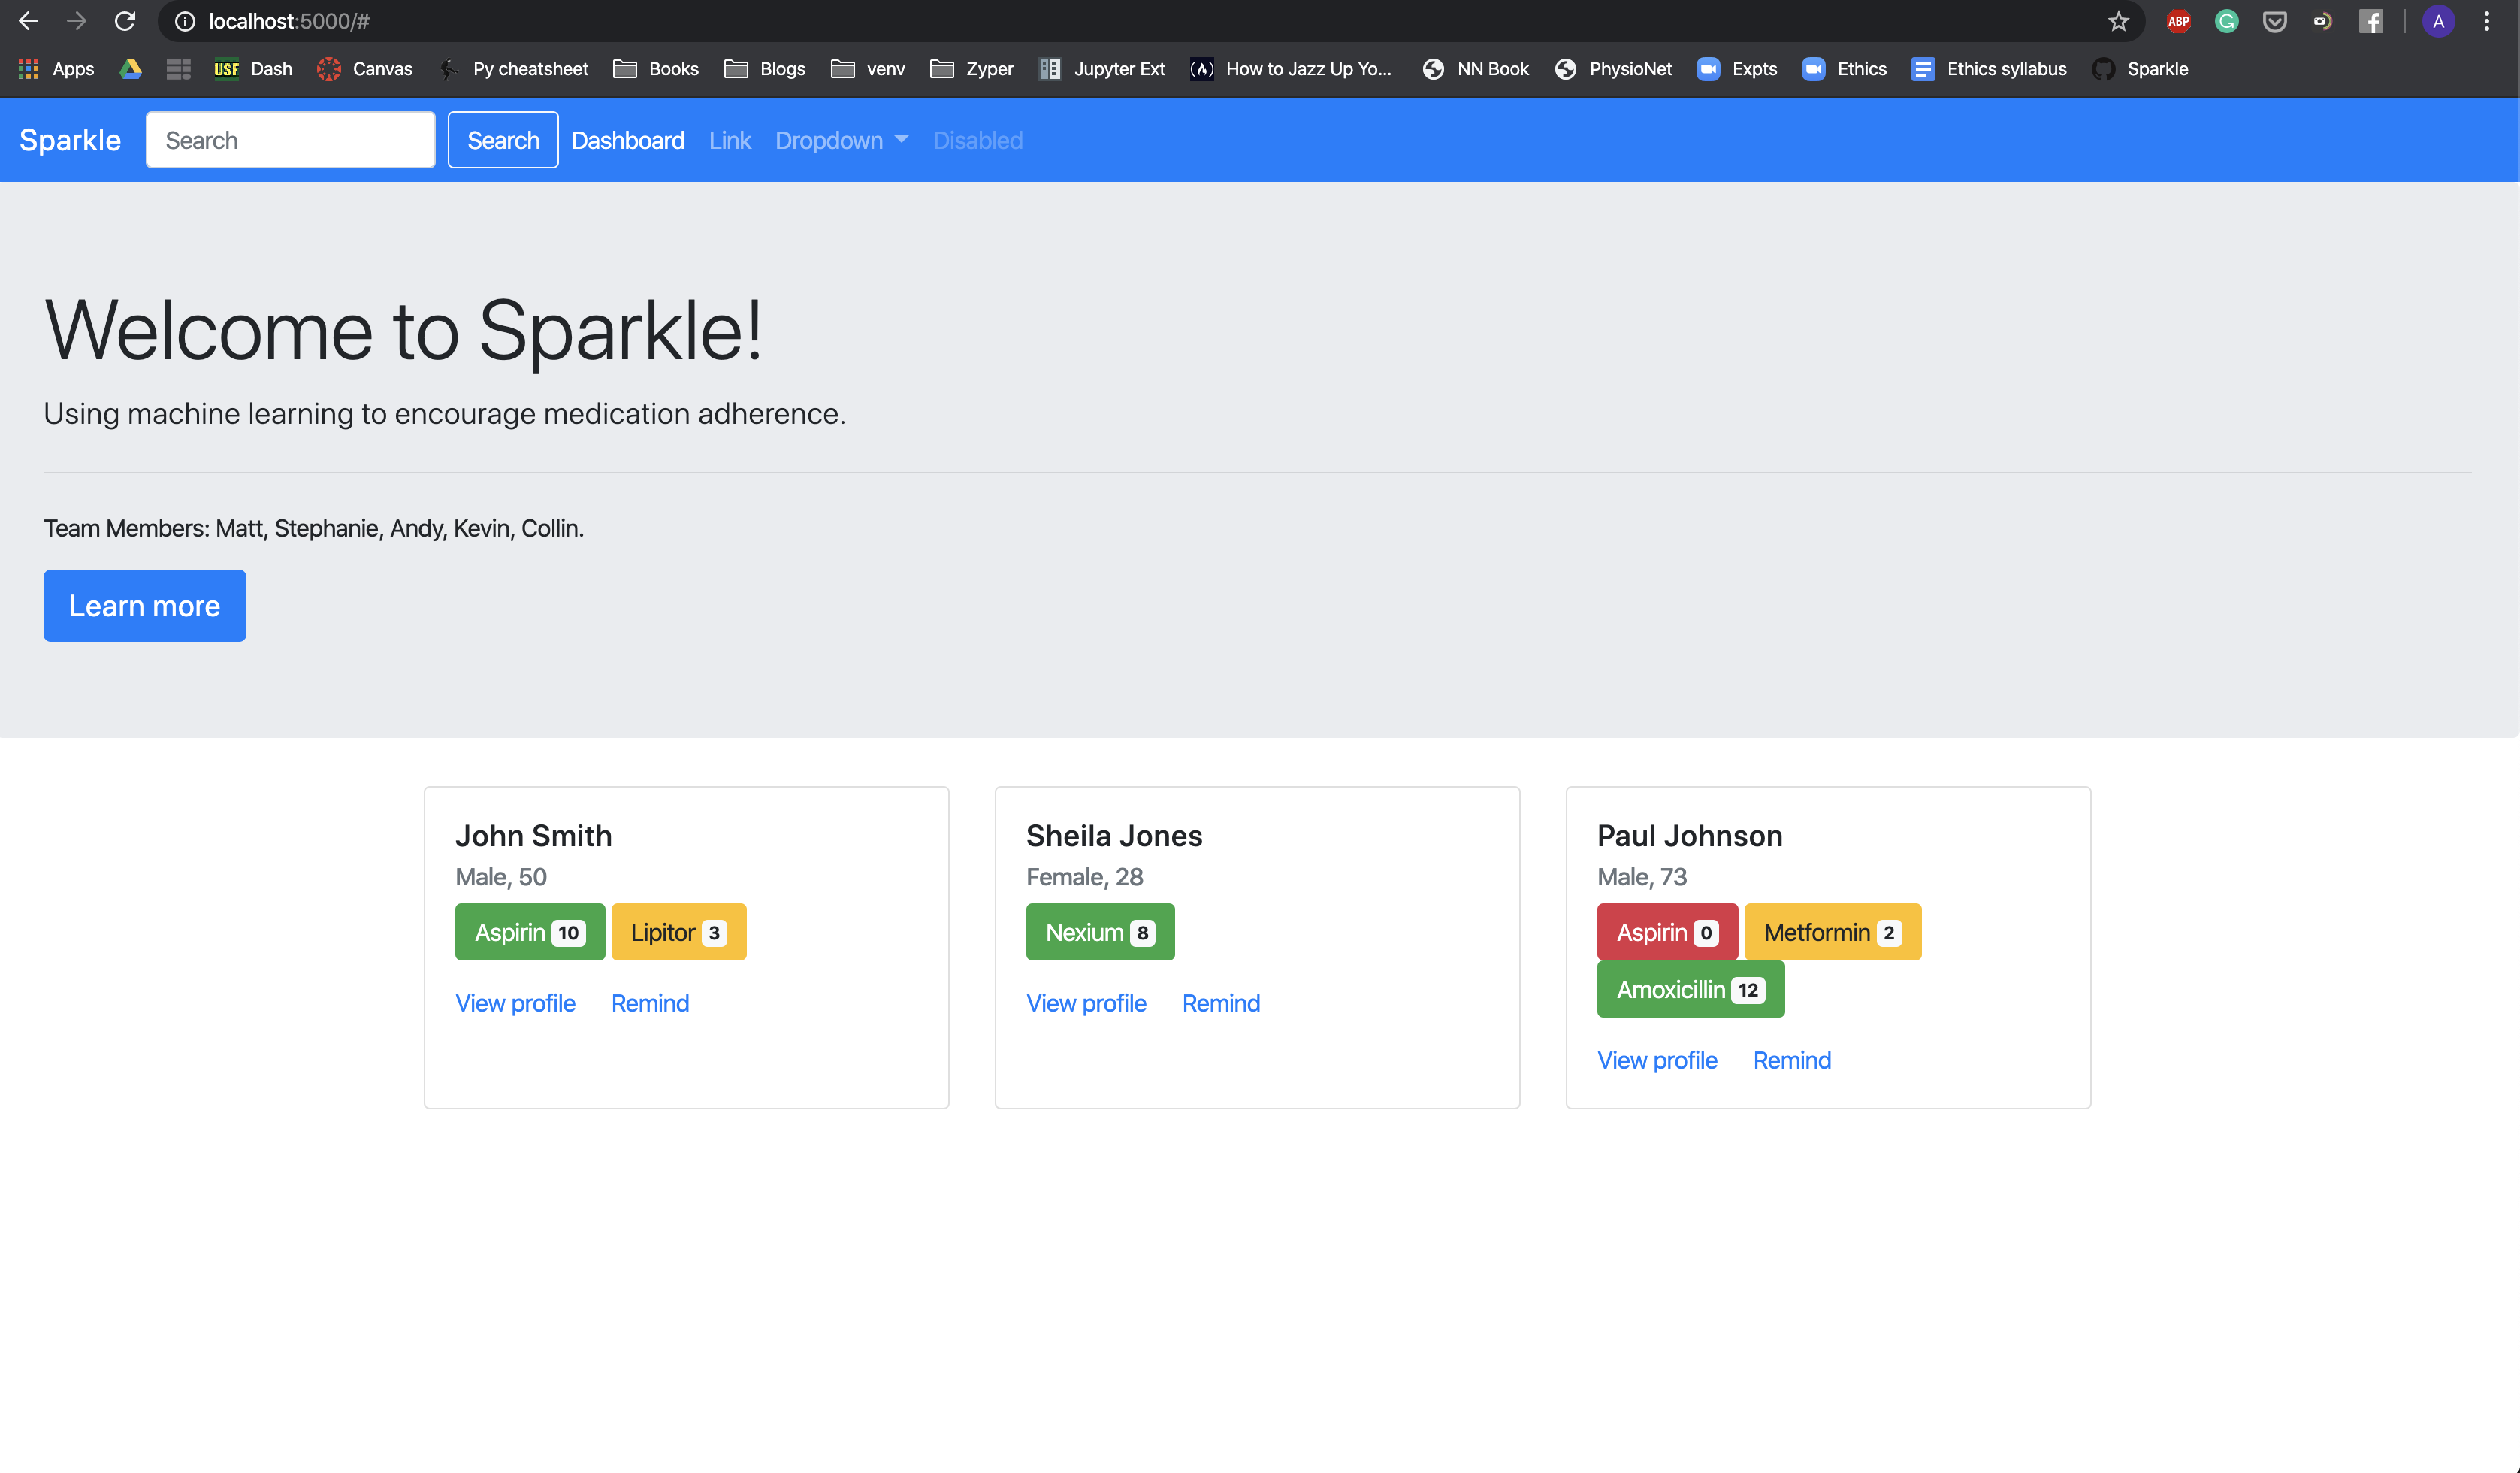 localhost:5000/#
ABP
A
Apps USF Dash Canvas Py cheatsheet Books Blogs venv Zyper Jupyter Ext How to Jazz Up Yo... NN Book PhysioNet Expts Ethics Ethics syllabus Sparkle
Sparkle Search Search Dashboard Link Dropdown Disabled
Welcome to Sparkle!
Using machine learning to encourage medication adherence.
Team Members: Matt, Stephanie, Andy, Kevin, Collin.
Learn more
John Smith
Male, 50
Aspirin 10 Lipitor 3
View profile Remind
Sheila Jones
Female, 28
Nexium 8
View profile Remind
Paul Johnson
Male, 73
Aspirin 0 Metformin 2
Amoxicillin 12
View profile Remind